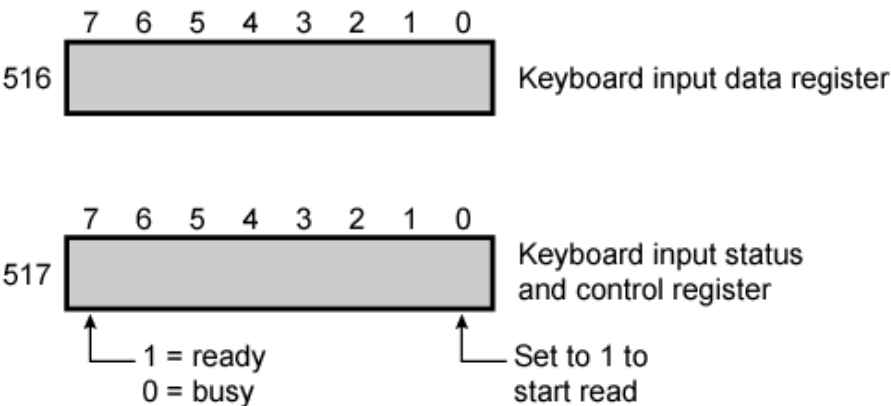 7 6 5 4 3 2 1 0
516 Keyboard input data register
7 6 5 4 3 2 1 0
517 Keyboard input status
and control register
1 = ready
0 = busy
Set to 1 to
start read